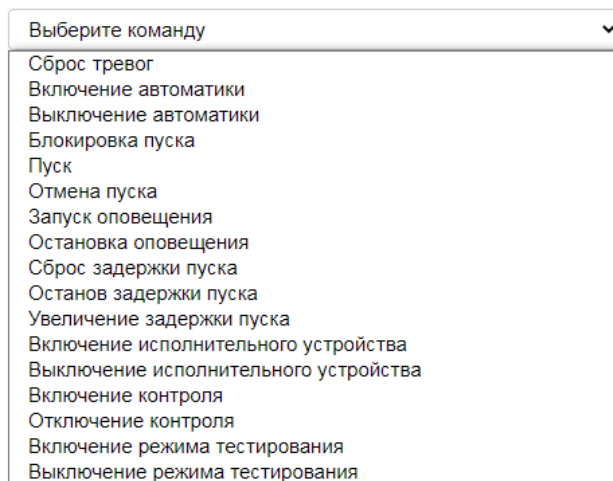 Выберите команду
Сброс тревог
Включение автоматики
Выключение автоматики
Блокировка пуска
Пуск
Отмена пуска
Запуск оповещения
Остановка оповещения
Сброс задержки пуска
Останов задержки пуска
Увеличение задержки пуска
Включение исполнительного устройства
Выключение исполнительного устройства
Включение контроля
Отключение контроля
Включение режима тестирования
Выключение режима тестирования